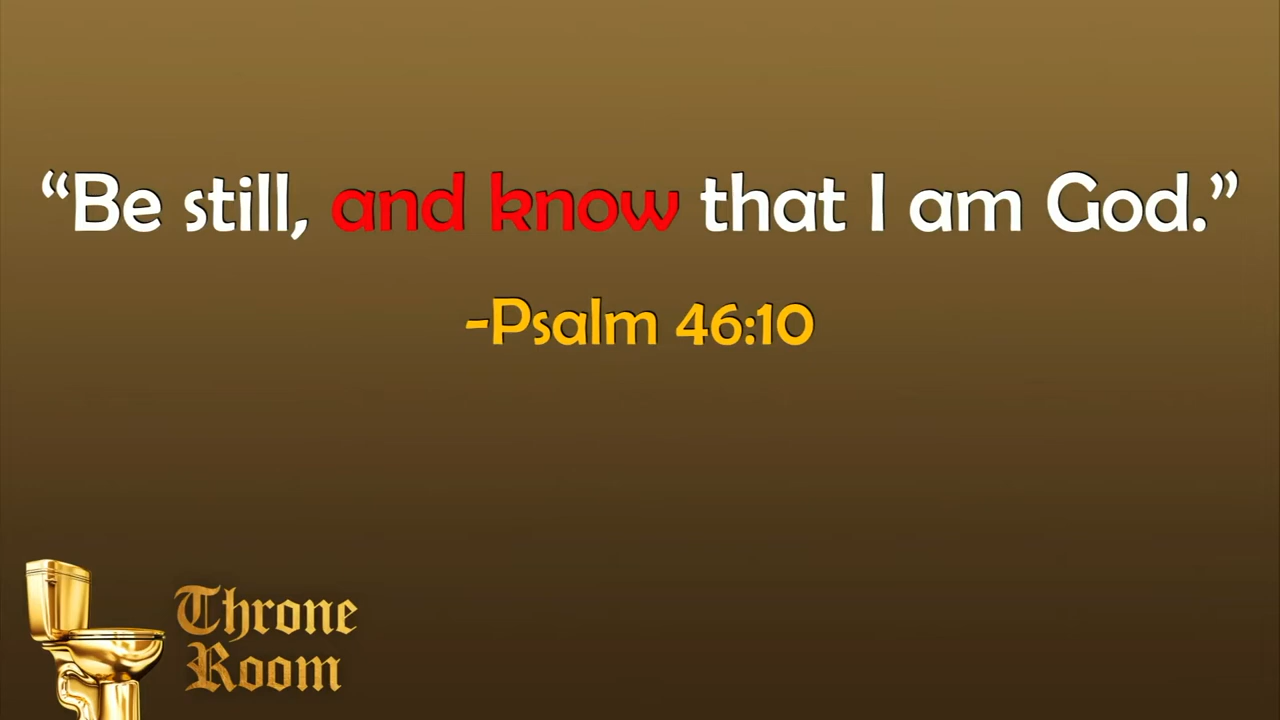 “Be still, and know that I am God.”
-Psalm 46:10
Throne
Room